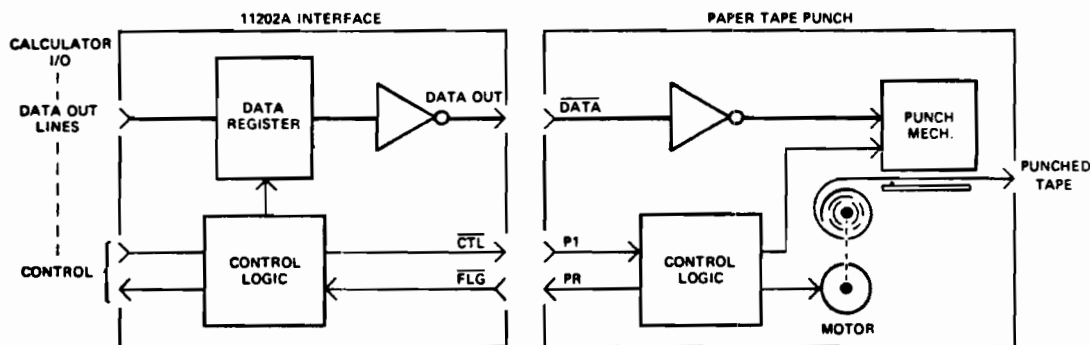 11202A INTERFACE
PAPER TAPE PUNCH
CALCULATOR
I/O
DATA OUT
LINES
DATA
REGISTER
DATA OUT
DATA
PUNCH
MECH.
PUNCHED
TAPE
CONTROL
CONTROL
LOGIC
CTL
FLG
P1
PR
CONTROL
LOGIC
MOTOR